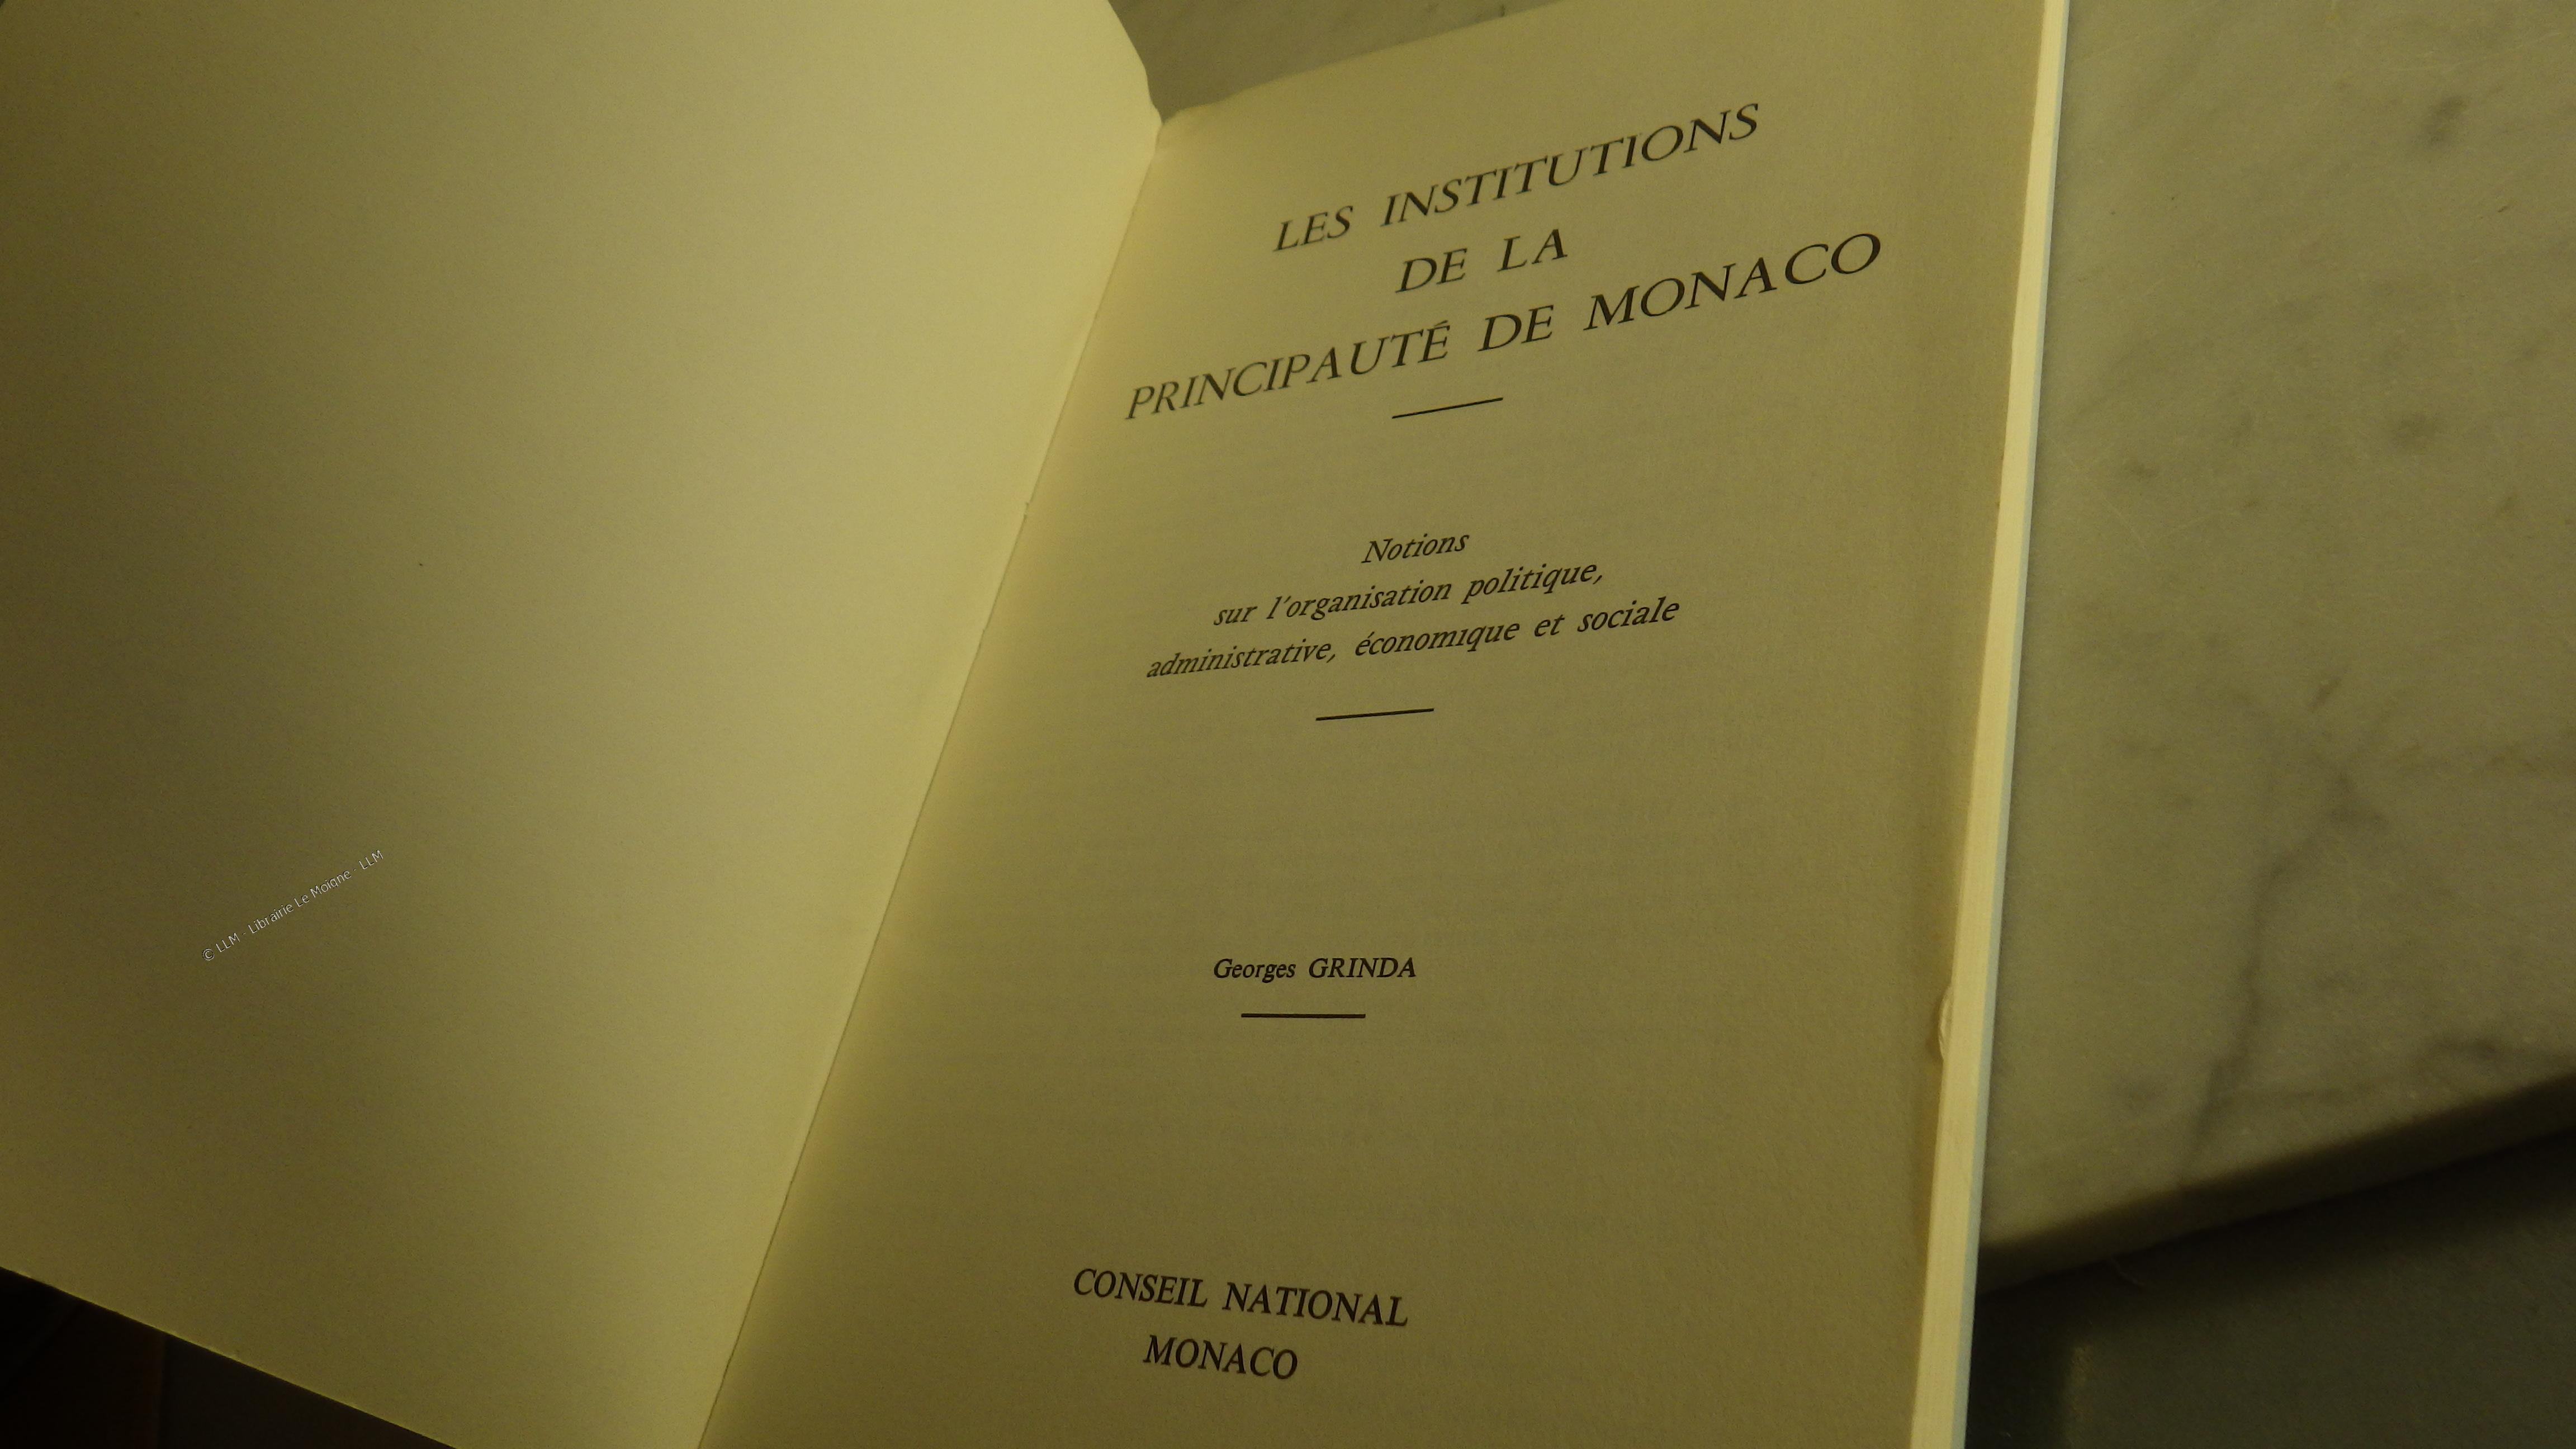 © LLM - Librairie Le Moigne - LLM
LES INSTITUTIONS
DE LA
PRINCIPAUTÉ DE MONACO
Notions
sur l'organisation politique,
administrative, économique et sociale
Georges GRINDA
CONSEIL NATIONAL
MONACO